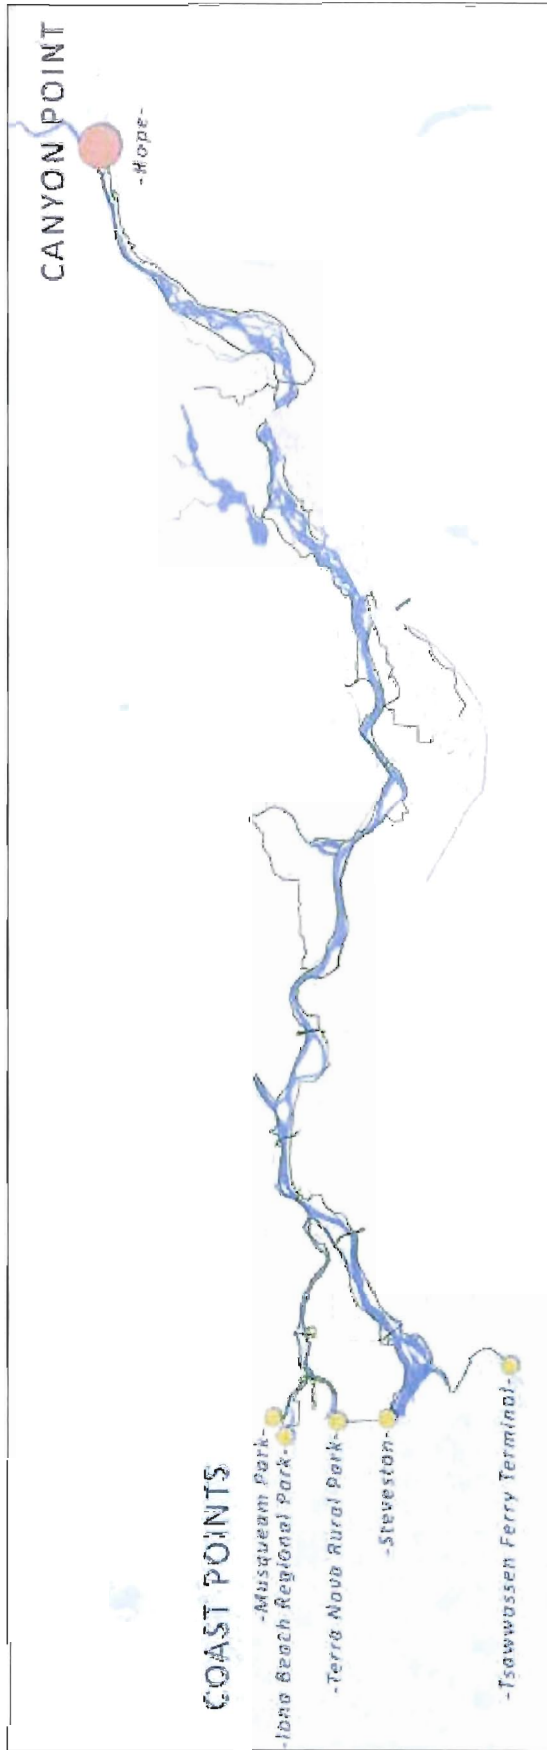 CANYON POINT
-Hope-
COAST POINTS
-Musqueam Park-
-Iona Beach Regional Park-
-Terra Nova Rural Park-
-Steveston-
-Tsawwassen Ferry Terminal-